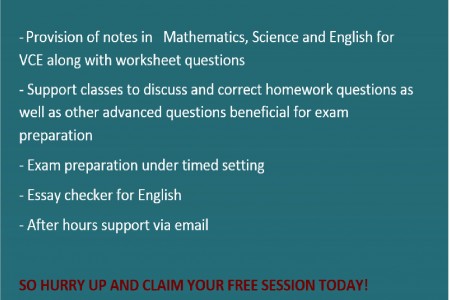 - Provision of notes in Mathematics, Science and English for
VCE along with worksheet questions
- Support classes to discuss and correct homework questions as
well as other advanced questions beneficial for exam
preparation
- Exam preparation under timed setting
- Essay checker for English
- After hours support via email
SO HURRY UP AND CLAIM YOUR FREE SESSION TODAY!